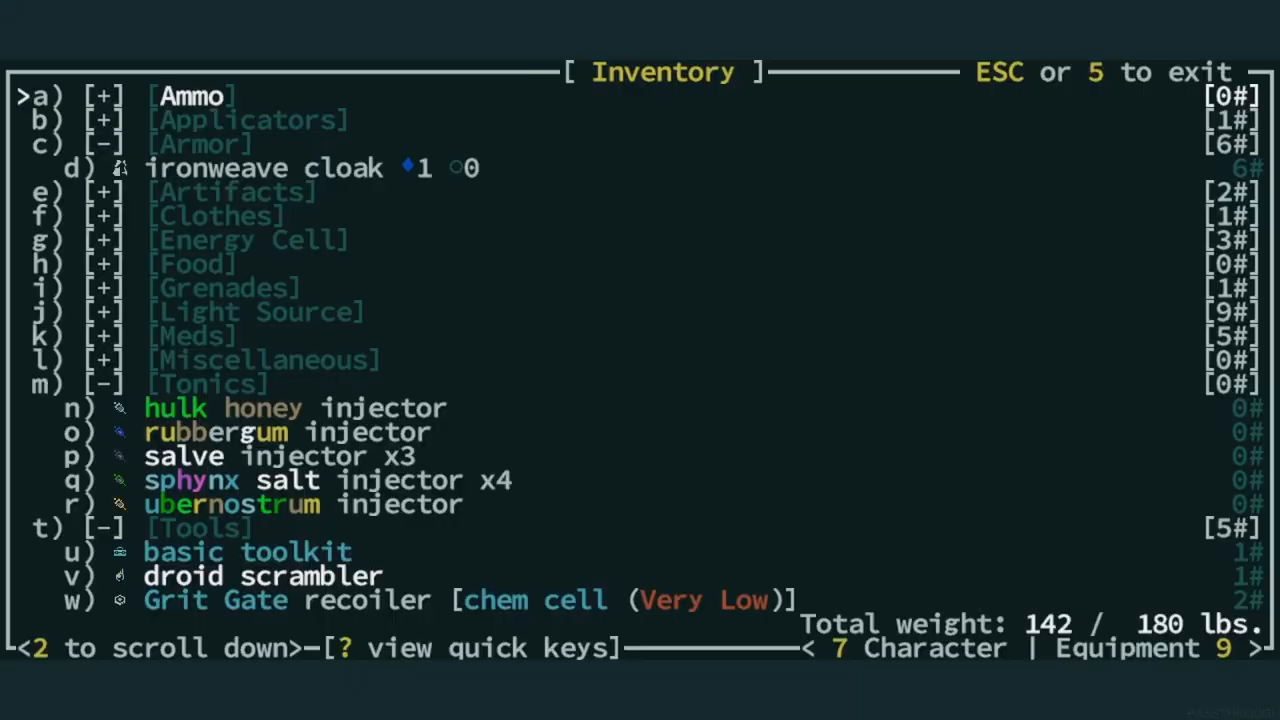 [ Inventory ] ESC or 5 to exit
>a) [+] [Ammo] [0#]
b) [+] [Applicators] [1#]
c) [-] [Armor] [6#]
d) ironweave cloak ♦1 ○0 6#
e) [+] [Artifacts] [2#]
f) [+] [Clothes] [1#]
g) [+] [Energy Cell] [3#]
h) [+] [Food] [0#]
i) [+] [Grenades] [1#]
j) [+] [Light Source] [9#]
k) [+] [Meds] [5#]
l) [+] [Miscellaneous] [0#]
m) [-] [Tonics] [0#]
n) hulk honey injector 0#
o) rubbergum injector 0#
p) salve injector x3 0#
q) sphynx salt injector x4 0#
r) ubernostrum injector 0#
t) [-] [Tools] [5#]
u) basic toolkit 1#
v) droid scrambler 1#
w) Grit Gate recoiler [chem cell (Very Low)] 2#
Total weight: 142 / 180 lbs.
<2 to scroll down> [? view quick keys] < 7 Character | Equipment 9 >